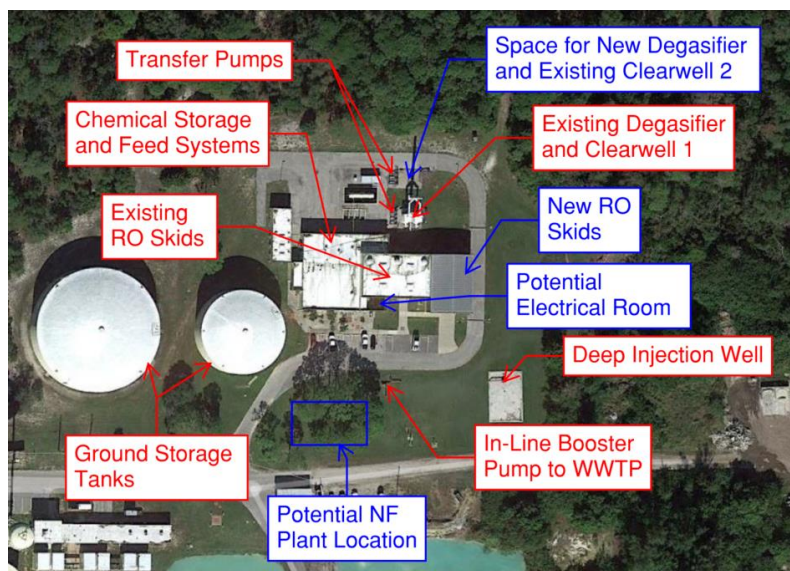 Transfer Pumps
Space for New Degasifier
and Existing Clearwell 2
Chemical Storage
and Feed Systems
Existing Degasifier
and Clearwell 1
Existing
RO Skids
New RO
Skids
Potential
Electrical Room
Deep Injection Well
Ground Storage
Tanks
In-Line Booster
Pump to WWTP
Potential NF
Plant Location